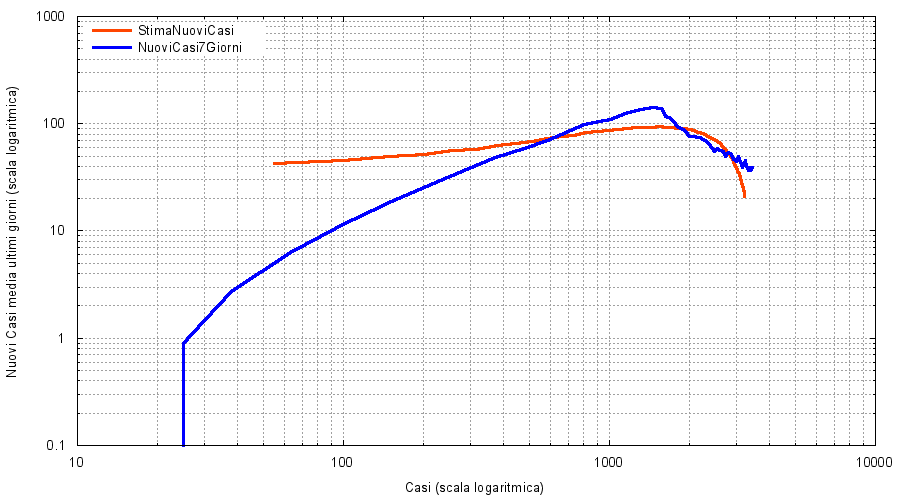 1000
100
10
1
0.1
10
100
1000
10000
StimaNuoviCasi
NuoviCasi7Giorni
Nuovi Casi media ultimi giorni (scala logaritmica)
Casi (scala logaritmica)